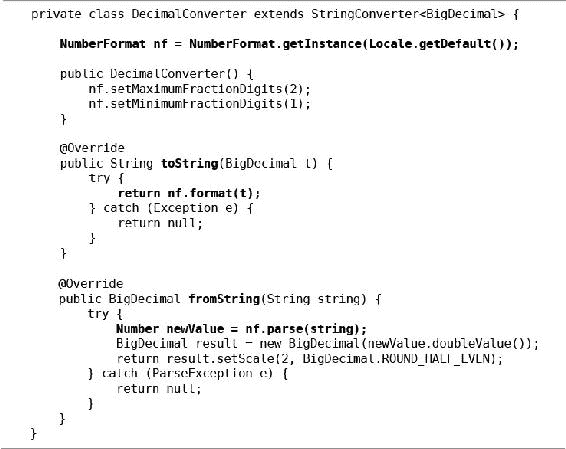 private class DecimalConverter extends StringConverter<BigDecimal> {
NumberFormat nf = NumberFormat.getInstance(Locale.getDefault());
public DecimalConverter() {
nf.setMaximumFractionDigits(2);
nf.setMinimumFractionDigits(1);
}
@Override
public String toString(BigDecimal t) {
try {
return nf.format(t);
} catch (Exception e) {
return null;
}
}
@Override
public BigDecimal fromString(String string) {
try {
Number newValue = nf.parse(string);
BigDecimal result = new BigDecimal(newValue.doubleValue());
return result.setScale(2, BigDecimal.ROUND_HALF_EVEN);
} catch (ParseException e) {
return null;
}
}
}